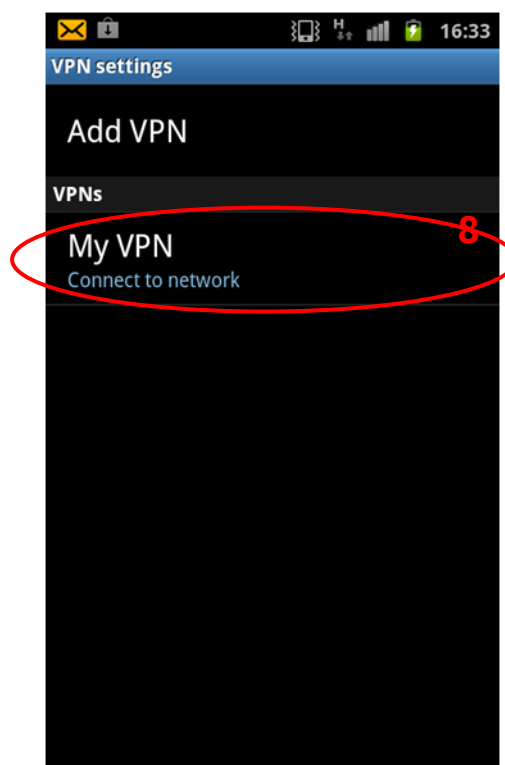 H 16:33
VPN settings
Add VPN
VPNs
8
My VPN
Connect to network